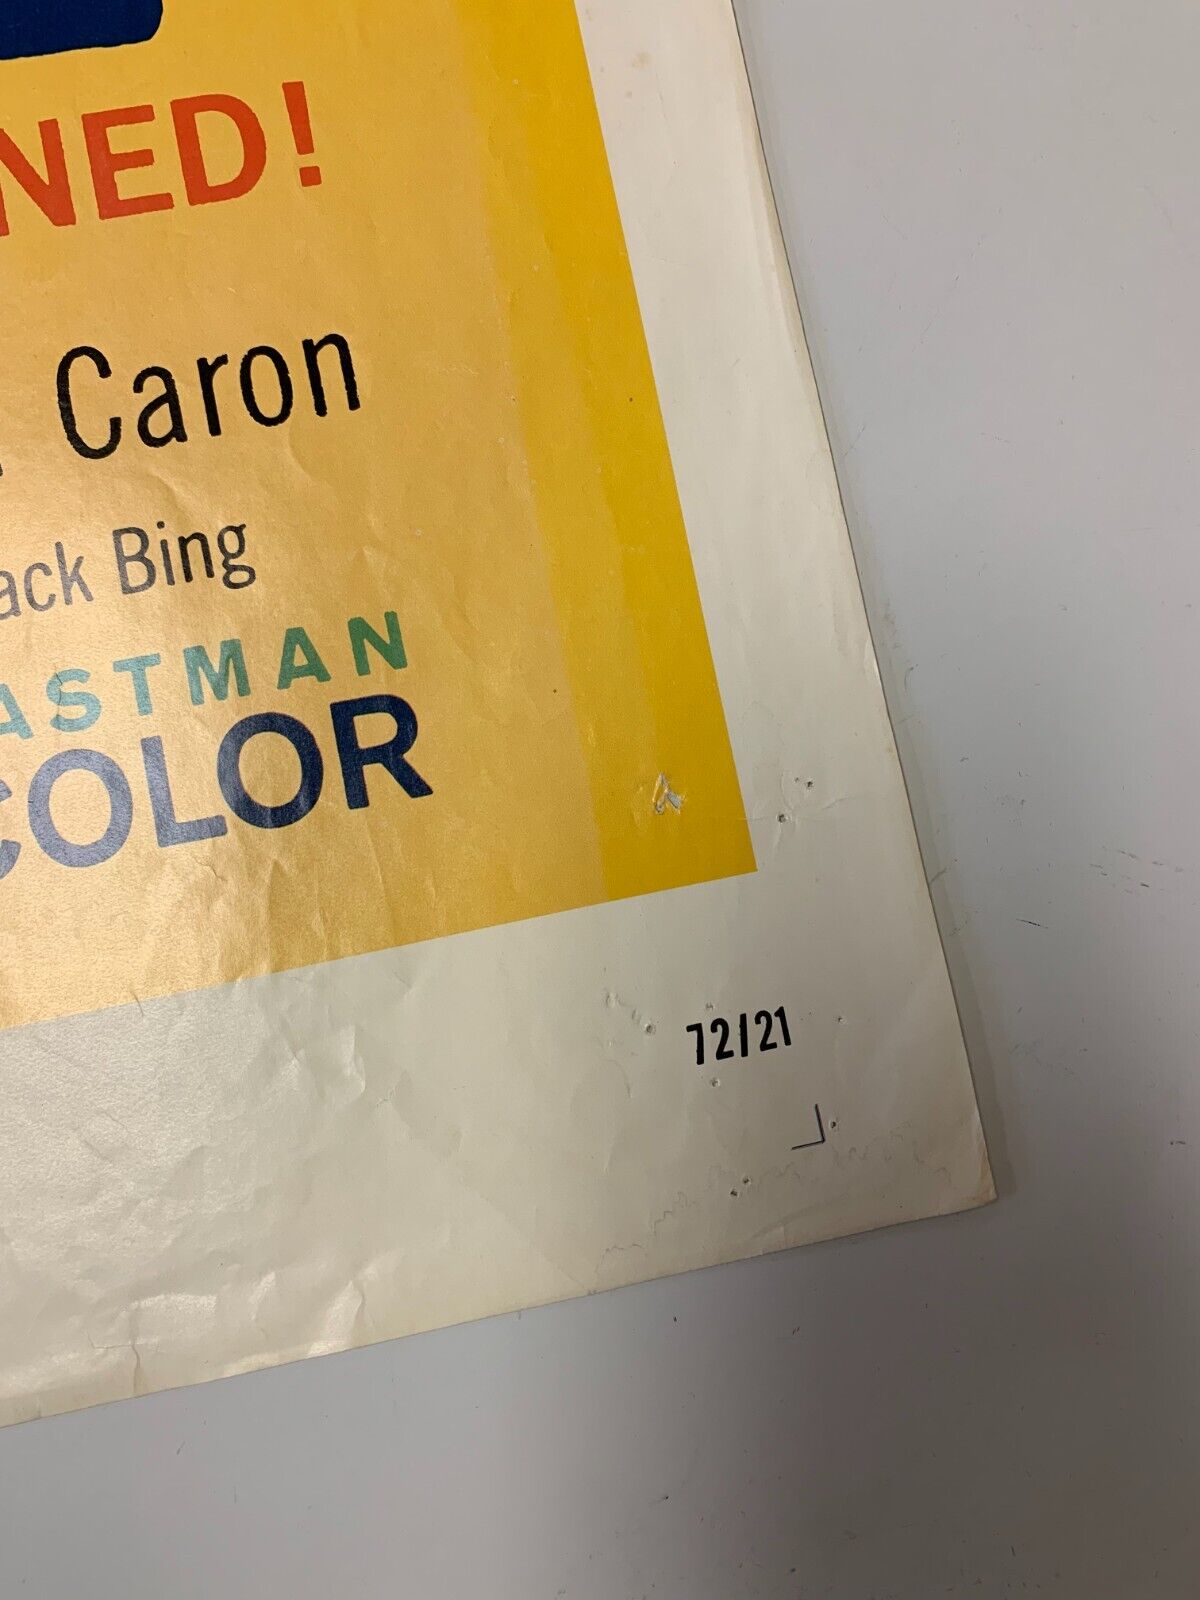 NED!
Caron
ack Bing
ASTMAN
COLOR
72/21